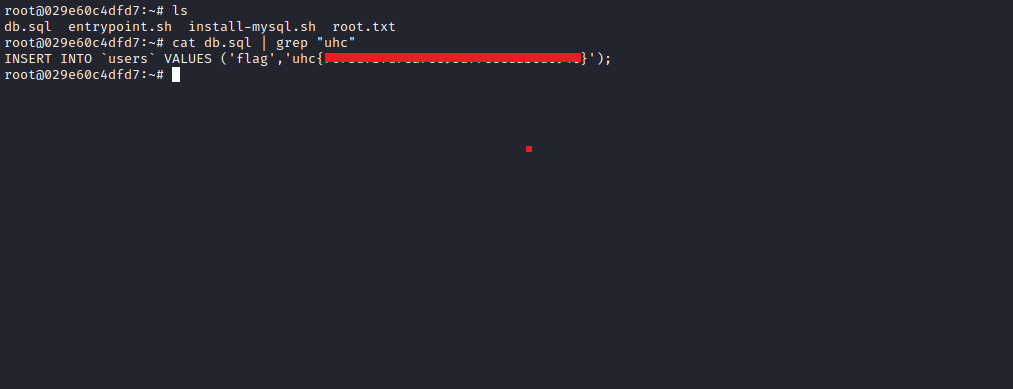 root@029e60c4dfd7:~# ls
db.sql  entrypoint.sh  install-mysql.sh  root.txt
root@029e60c4dfd7:~# cat db.sql | grep "uhc"
INSERT INTO `users` VALUES ('flag','uhc{}');
root@029e60c4dfd7:~#